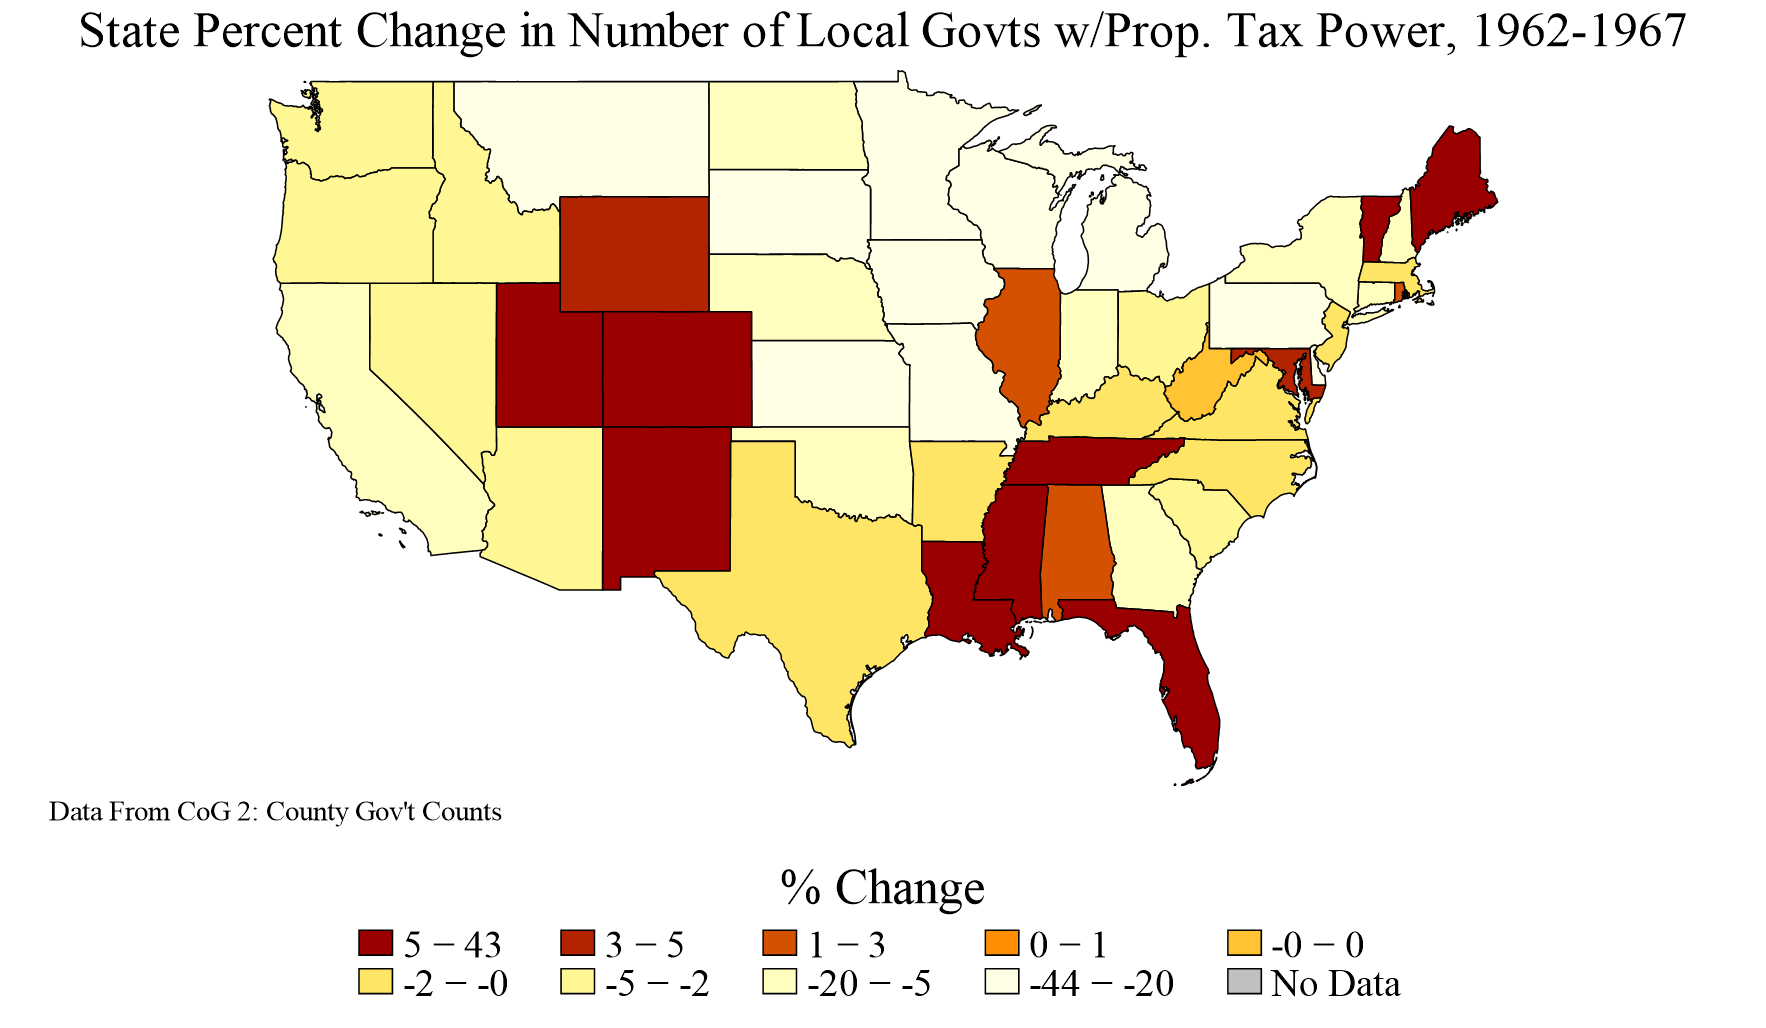 State Percent Change in Number of Local Govts w/Prop. Tax Power, 1962-1967
Data From CoG 2: County Gov't Counts
% Change
5 − 43 3 − 5 1 − 3 0 − 1 -0 − 0
-2 − -0 -5 − -2 -20 − -5 -44 − -20 No Data